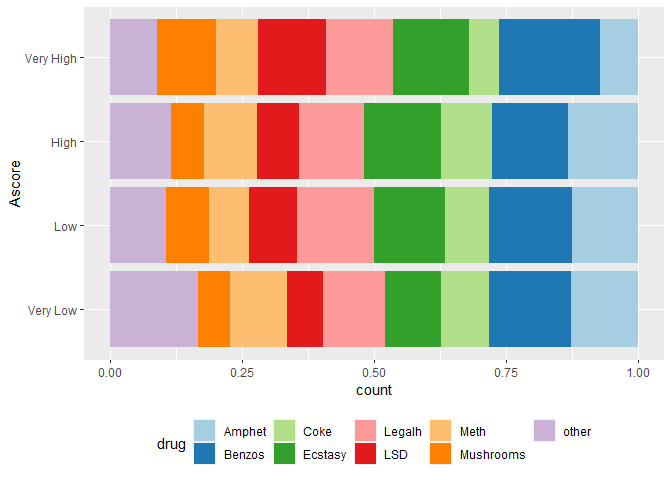 Very High
High
Low
Very Low
Ascore
0.00 0.25 0.50 0.75 1.00
count
drug
Amphet Coke Legalh Meth other
Benzos Ecstasy LSD Mushrooms